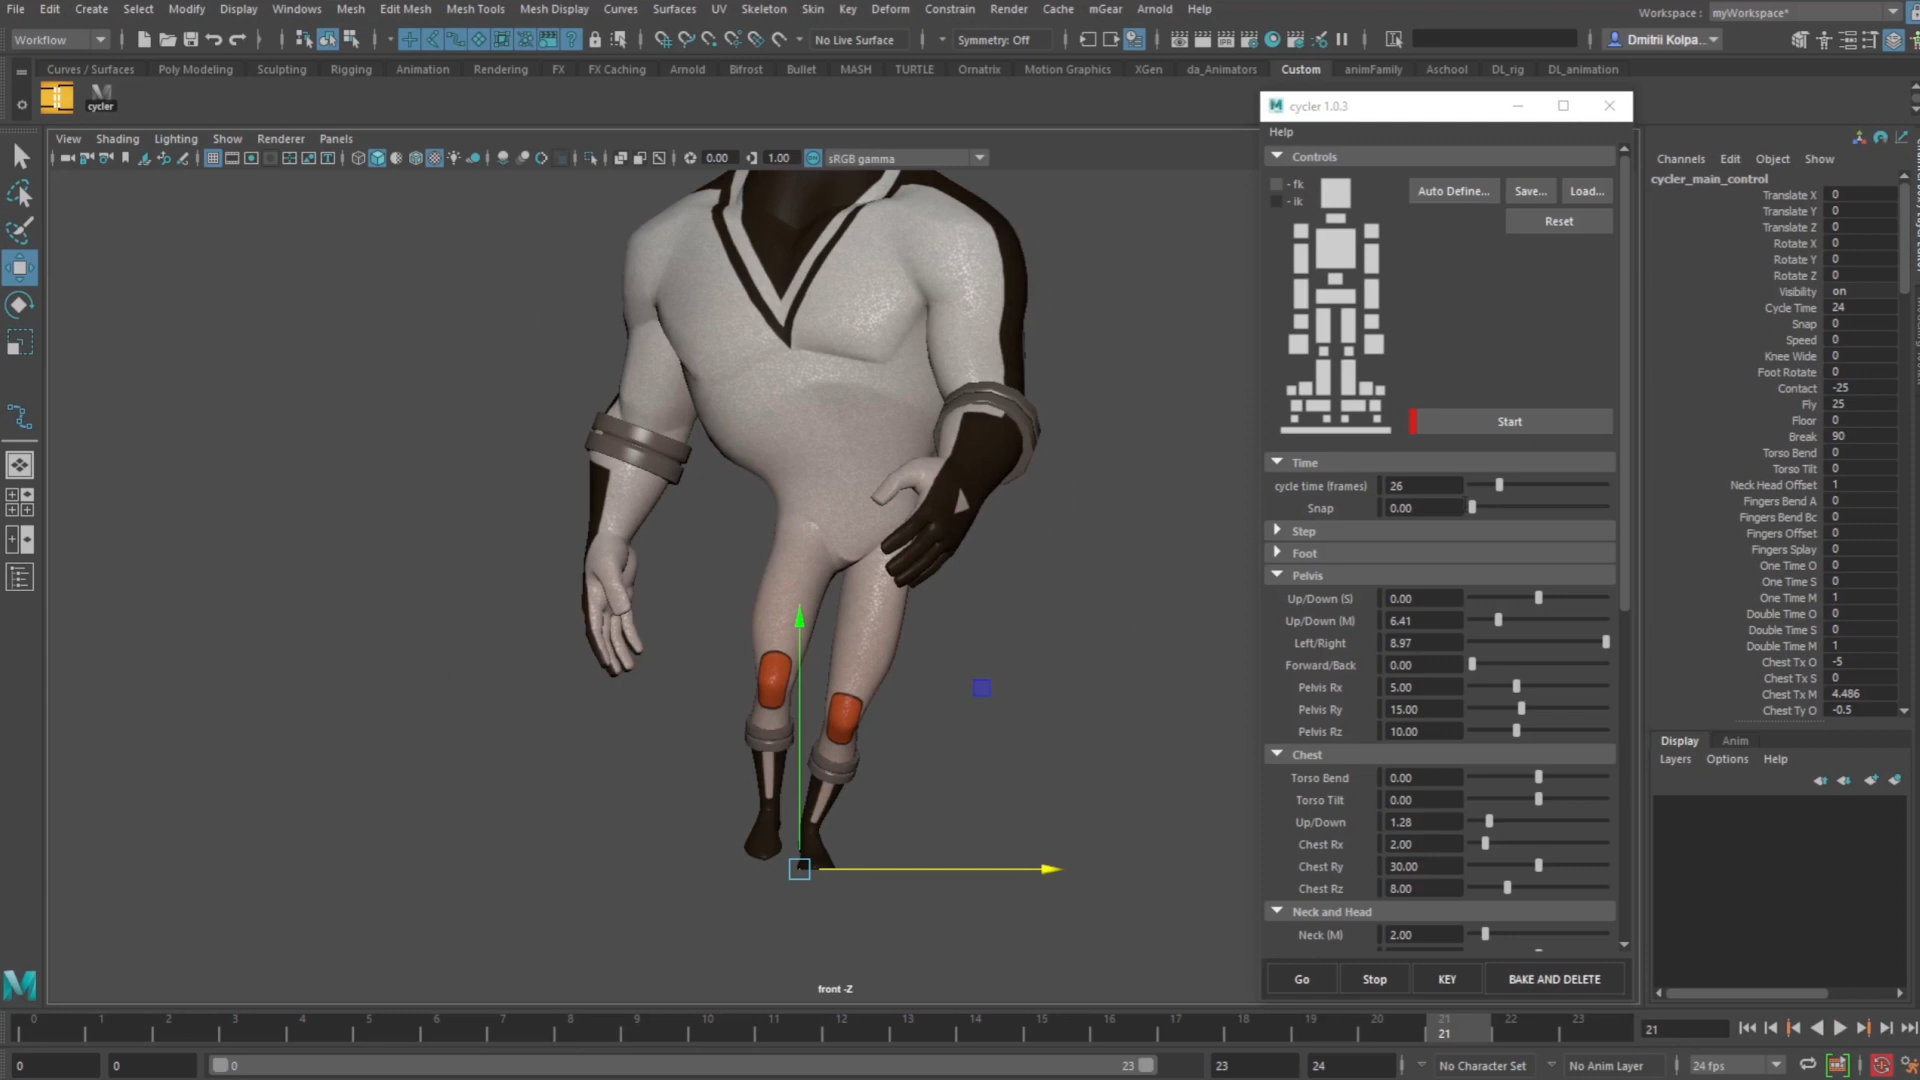 File Edit Create Select Modify Display Windows Mesh Edit Mesh Mesh Tools Mesh Display Curves Surfaces UV Skeleton Skin Key Deform Constrain Render Cache mGear Arnold Help
Workspace : myWorkspace*
Workflow No Live Surface Symmetry: Off Dmitrii Kolpa...
Curves / Surfaces Poly Modeling Sculpting Rigging Animation Rendering FX FX Caching Arnold Bifrost Bullet MASH TURTLE Ornatrix Motion Graphics XGen da_Animators Custom animFamily Aschool DL_rig DL_animation
cycler
View Shading Lighting Show Renderer Panels
0.00 1.00 sRGB gamma
cycler 1.0.3
Help
Controls
- fk
- ik
Auto Define... Save... Load...
Reset
Start
Time
cycle time (frames) 26
Snap 0.00
Step
Foot
Pelvis
Up/Down (S) 0.00
Up/Down (M) 6.41
Left/Right 8.97
Forward/Back 0.00
Pelvis Rx 5.00
Pelvis Ry 15.00
Pelvis Rz 10.00
Chest
Torso Bend 0.00
Torso Tilt 0.00
Up/Down 1.28
Chest Rx 2.00
Chest Ry 30.00
Chest Rz 8.00
Neck and Head
Neck (M) 2.00
Go Stop KEY BAKE AND DELETE
Channels Edit Object Show
cycler_main_control
Translate X 0
Translate Y 0
Translate Z 0
Rotate X 0
Rotate Y 0
Rotate Z 0
Visibility on
Cycle Time 24
Snap 0
Speed 0
Knee Wide 0
Foot Rotate 0
Contact -25
Fly 25
Floor 0
Break 90
Torso Bend 0
Torso Tilt 0
Neck Head Offset 1
Fingers Bend A 0
Fingers Bend Bc 0
Fingers Offset 0
Fingers Splay 0
One Time O 0
One Time S 0
One Time M 1
Double Time O 0
Double Time S 0
Double Time M 1
Chest Tx O -5
Chest Tx S 0
Chest Tx M 4.486
Chest Ty O -0.5
Display Anim
Layers Options Help
front -Z
0 1 2 3 4 5 6 7 8 9 10 11 12 13 14 15 16 17 18 19 20 21 22 23
21 21
0 0 0 23 23 24 No Character Set No Anim Layer 24 fps